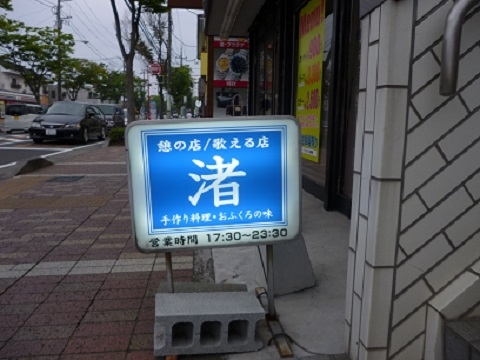 憩の店/歌える店
渚
手作り料理・おふくろの味
営業時間 17:30～23:30